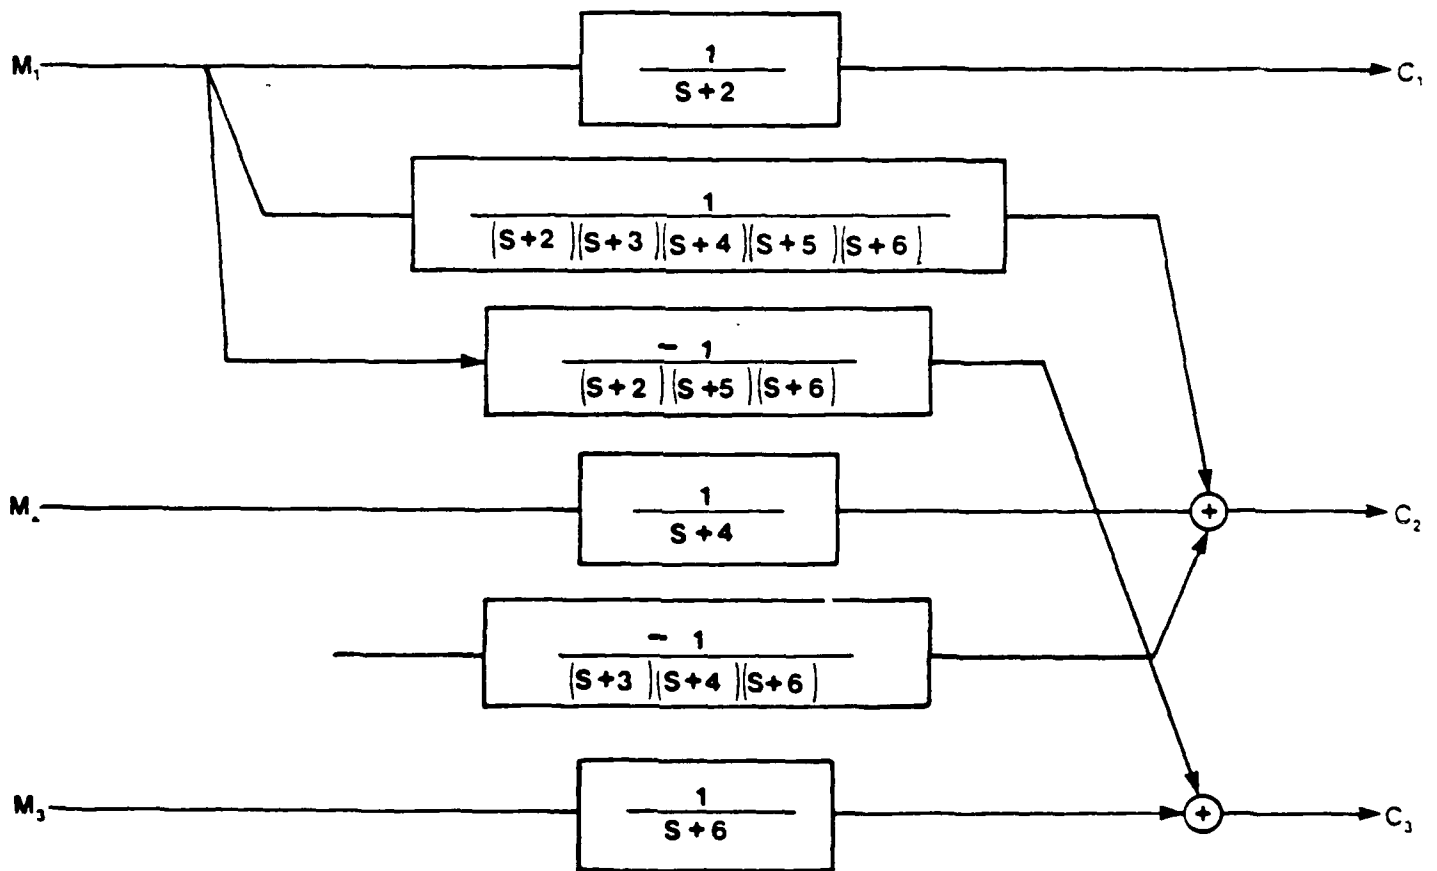 M₁
1
S+2
C₁
1
(S+2)(S+3)(S+4)(S+5)(S+6)
- 1
(S+2)(S+5)(S+6)
M
1
S+4
+
C₂
- 1
(S+3)(S+4)(S+6)
M₃
1
S+6
+
C₃